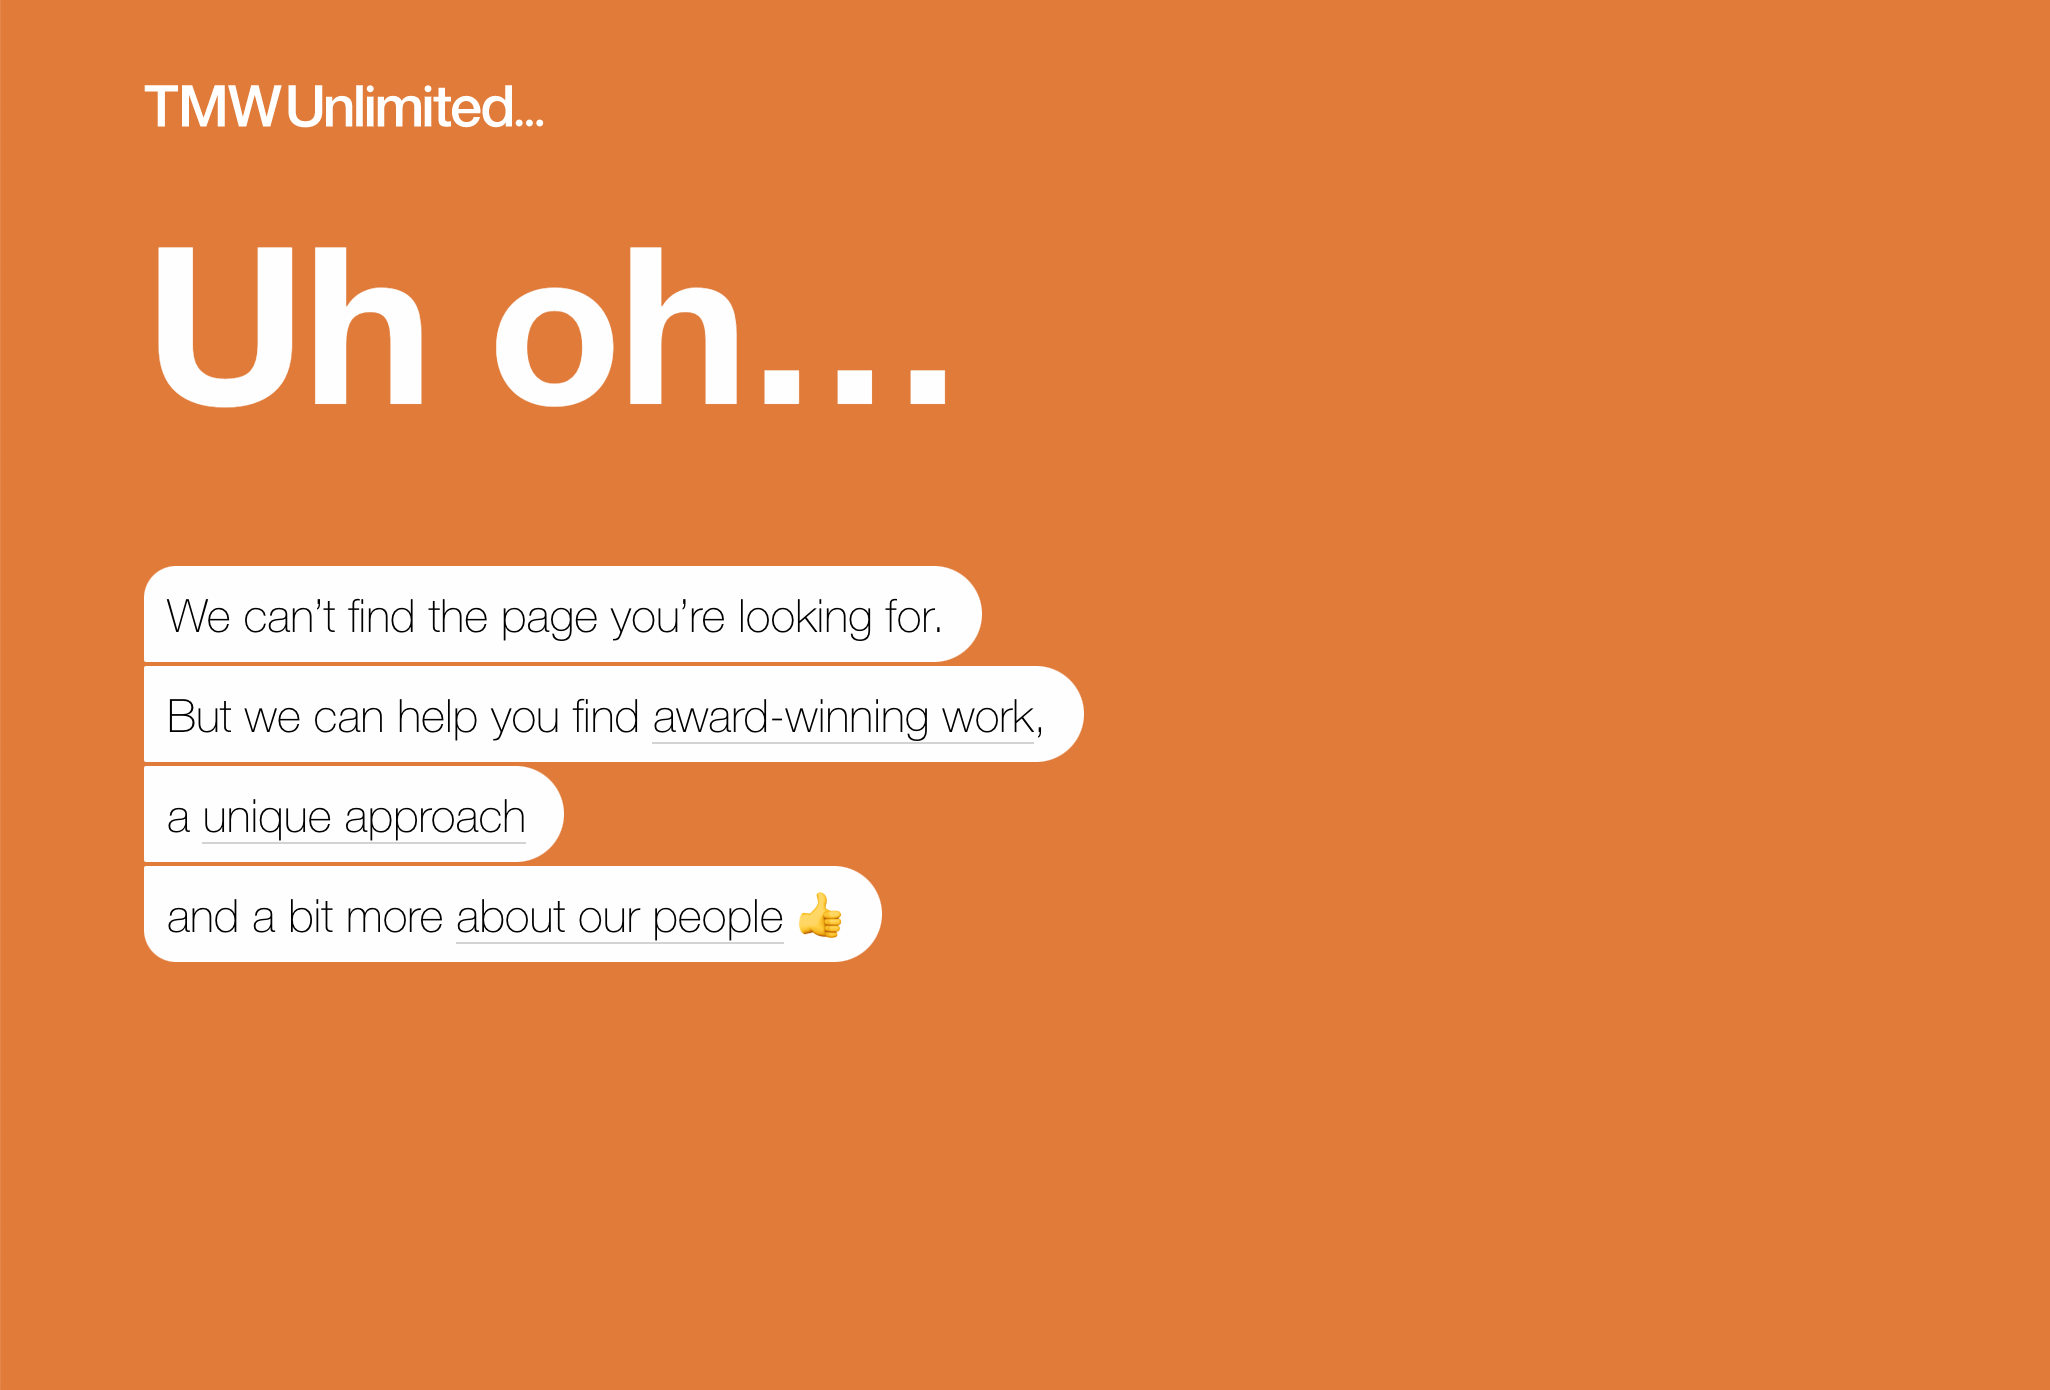 TMW Unlimited...
Uh oh...
We can’t find the page you’re looking for.
But we can help you find award-winning work,
a unique approach
and a bit more about our people 👍